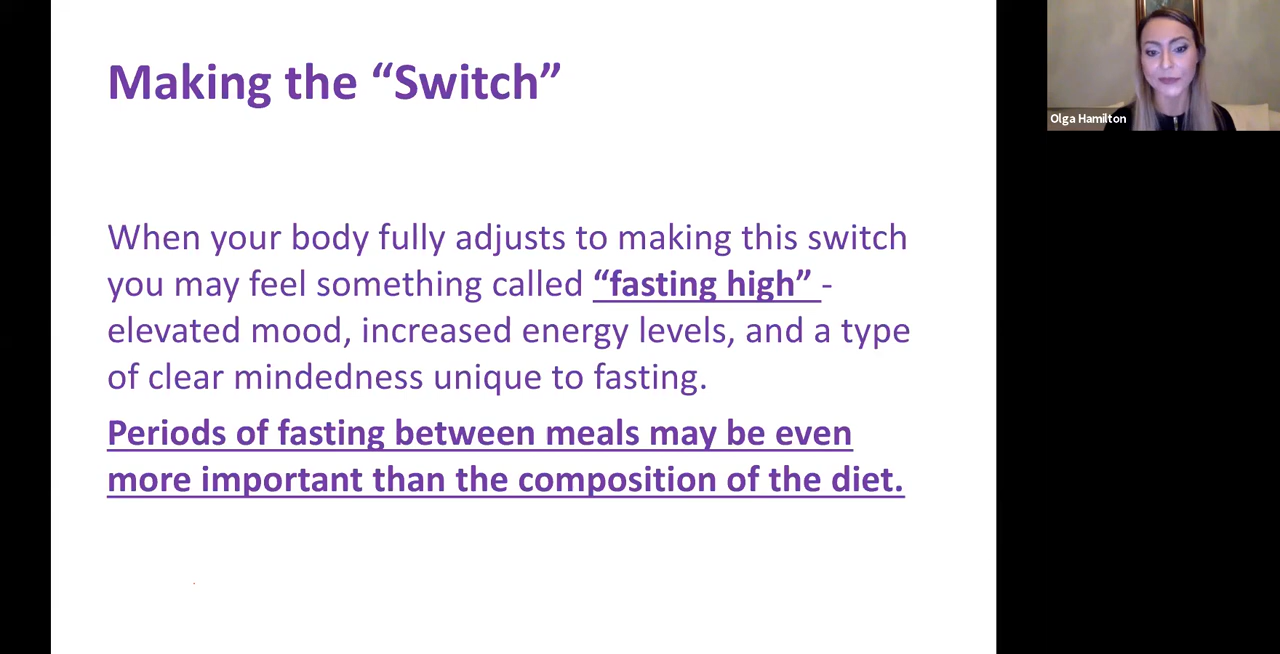 Making the “Switch”
When your body fully adjusts to making this switch
you may feel something called “fasting high” -
elevated mood, increased energy levels, and a type
of clear mindedness unique to fasting.
Periods of fasting between meals may be even
more important than the composition of the diet.
Olga Hamilton